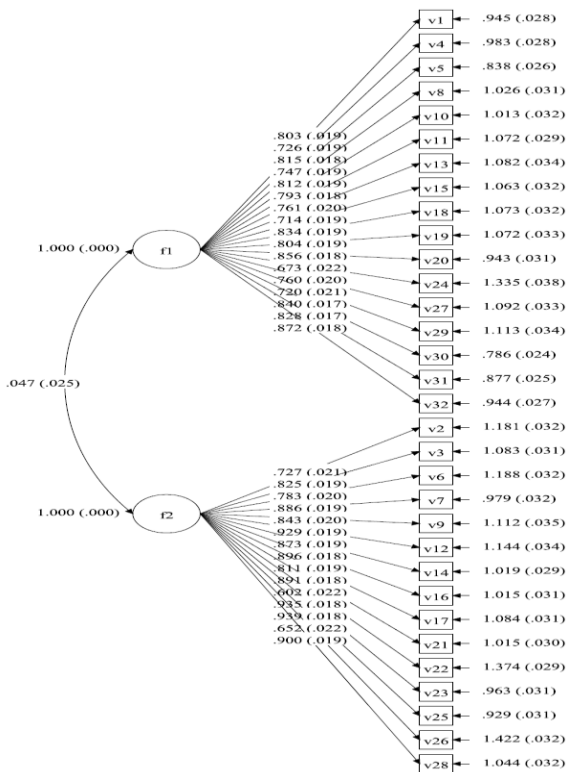 v1 .945 (.028)
v4 .983 (.028)
v5 .838 (.026)
v8 1.026 (.031)
v10 1.013 (.032)
v11 1.072 (.029)
v13 1.082 (.034)
v15 1.063 (.032)
v18 1.073 (.032)
v19 1.072 (.033)
v20 .943 (.031)
v24 1.335 (.038)
v27 1.092 (.033)
v29 1.113 (.034)
v30 .786 (.024)
v31 .877 (.025)
v32 .944 (.027)
.803 (.019)
.726 (.019)
.815 (.018)
.747 (.019)
.812 (.019)
.793 (.018)
.761 (.020)
.714 (.019)
.834 (.019)
.804 (.019)
.856 (.018)
.673 (.022)
.760 (.020)
.720 (.021)
.840 (.017)
.828 (.017)
.872 (.018)
1.000 (.000) f1
.047 (.025)
1.000 (.000) f2
.727 (.021)
.825 (.019)
.783 (.020)
.886 (.019)
.843 (.020)
.929 (.019)
.873 (.019)
.896 (.018)
.811 (.019)
.891 (.018)
.602 (.022)
.935 (.018)
.939 (.018)
.652 (.022)
.900 (.019)
v2 1.181 (.032)
v3 1.083 (.031)
v6 1.188 (.032)
v7 .979 (.032)
v9 1.112 (.035)
v12 1.144 (.034)
v14 1.019 (.029)
v16 1.015 (.031)
v17 1.084 (.031)
v21 1.015 (.030)
v22 1.374 (.029)
v23 .963 (.031)
v25 .929 (.031)
v26 1.422 (.032)
v28 1.044 (.032)